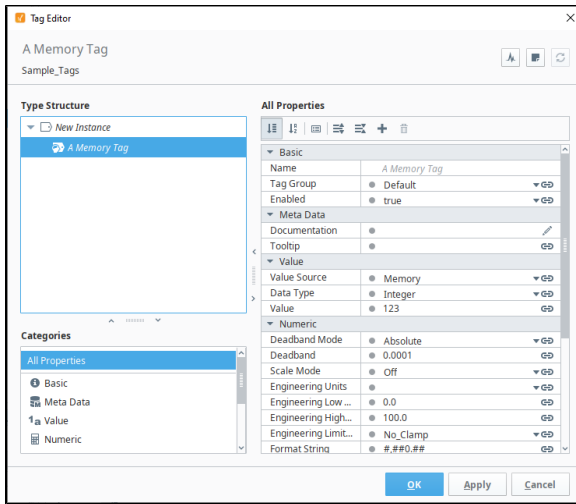 Tag Editor
A Memory Tag
Sample_Tags
Type Structure
New Instance
A Memory Tag
Categories
All Properties
Basic
Meta Data
1a Value
Numeric
All Properties
Basic
Name A Memory Tag
Tag Group Default
Enabled true
Meta Data
Documentation
Tooltip
Value
Value Source Memory
Data Type Integer
Value 123
Numeric
Deadband Mode Absolute
Deadband 0.0001
Scale Mode Off
Engineering Units
Engineering Low ... 0.0
Engineering High... 100.0
Engineering Limit... No_Clamp
Format String #,##0.##
OK Apply Cancel